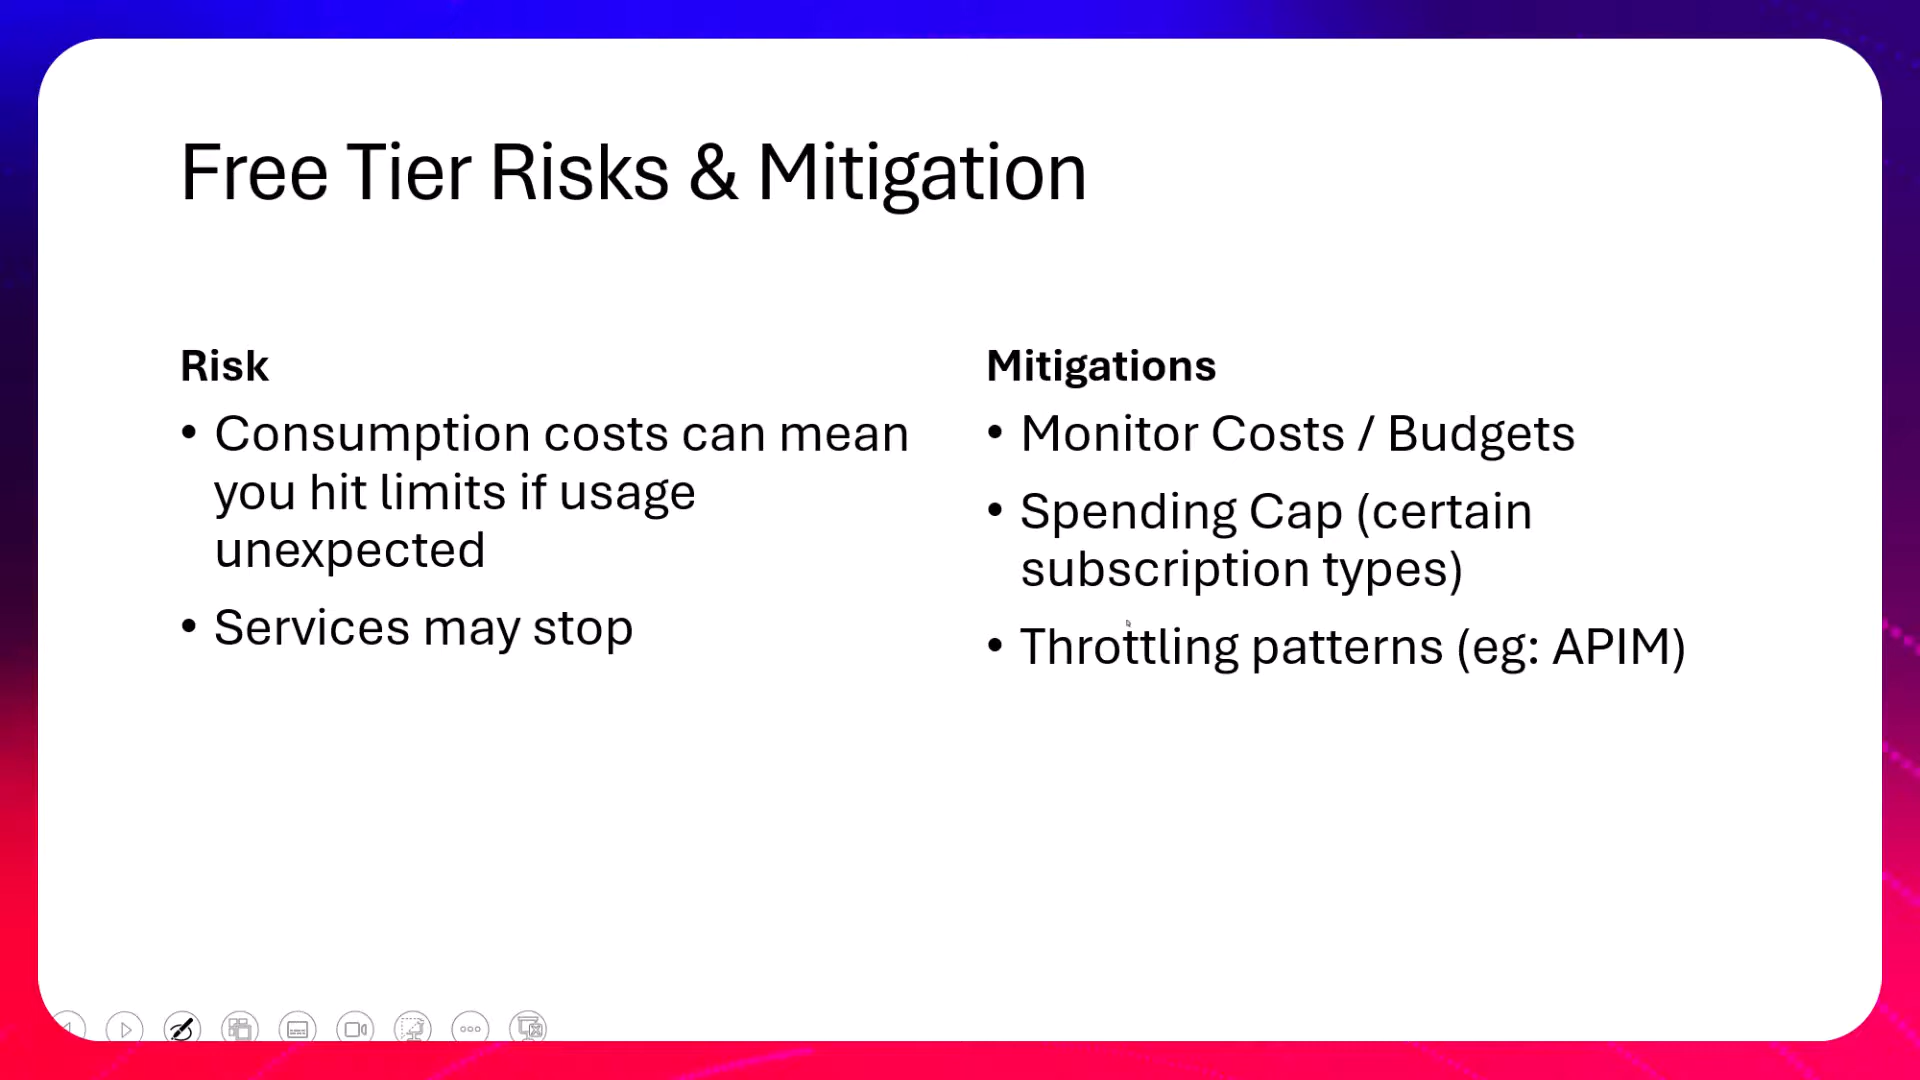 Free Tier Risks & Mitigation
Risk
• Consumption costs can mean
you hit limits if usage
unexpected
• Services may stop
Mitigations
• Monitor Costs / Budgets
• Spending Cap (certain
subscription types)
• Throttling patterns (eg: APIM)